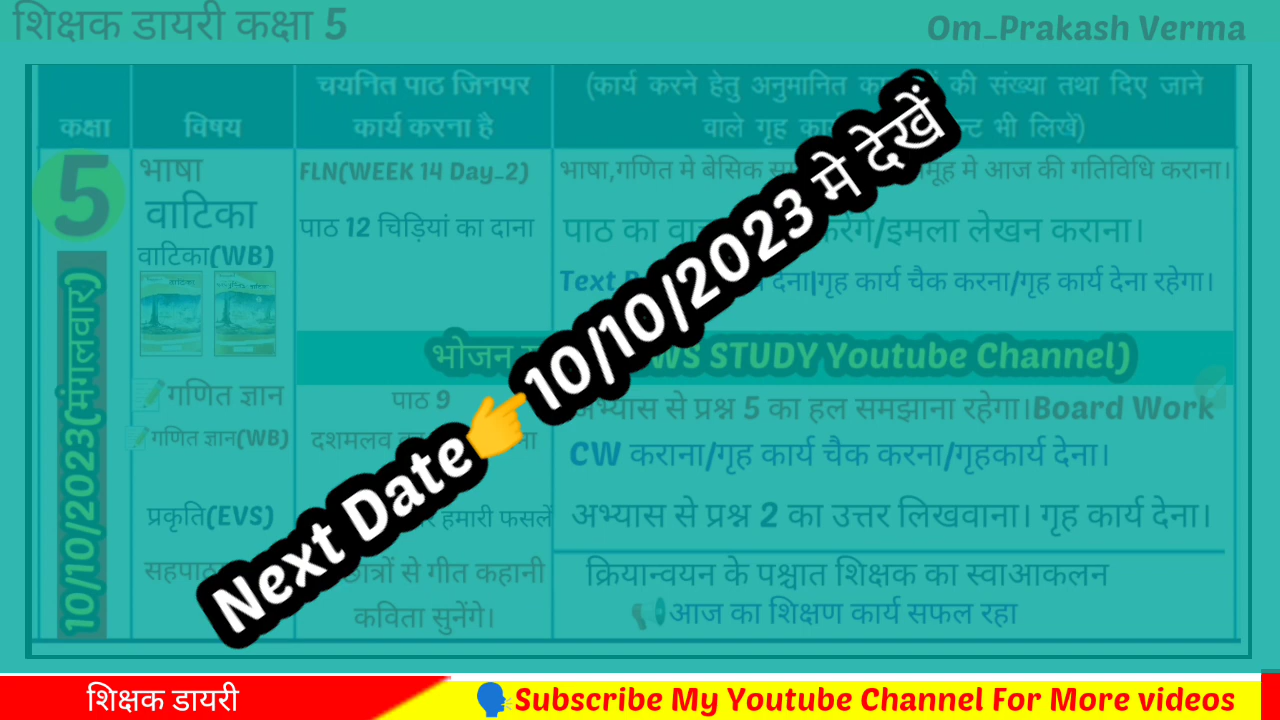 शिक्षक डायरी कक्षा 5
Om_Prakash Verma
कक्षा
विषय
चयनित पाट जिनपर
कार्य करना है
(कार्य करने हेतु अनुमानित की संख्या तथा दिए जाने
वाले गृह भी लिखें)
5
10/10/2023(मंगलवार)
भाषा
वाटिका
वाटिका(WB)
FLN(WEEK 14 Day_2)
पाठ 12 चिड़ियां का दाना
भाषा,गणित मे बेसिक मे आज की गतिविधि कराना।
पाठ का करेंगे/इमला लेखन कराना।
Text देना|गृह कार्य चैक करना/गृह कार्य देना रहेगा।
भोजन STUDY Youtube Channel)
📝गणित ज्ञान
📝गणित ज्ञान(WB)
पाठ 9
दशमलव
अभ्यास से प्रश्न 5 का हल समझाना रहेगा।Board Work
CW कराना/गृह कार्य चैक करना/गृहकार्य देना।
प्रकृति(EVS)
हमारी फसलें
अभ्यास से प्रश्न 2 का उत्तर लिखवाना। गृह कार्य देना।
छात्रों से गीत कहानी
कविता सुनेंगे।
क्रियान्वयन के पश्चात शिक्षक का स्वाआकलन
📢आज का शिक्षण कार्य सफल रहा
Next Date👉10/10/2023 मे देखें
शिक्षक डायरी
🗣️Subscribe My Youtube Channel For More videos